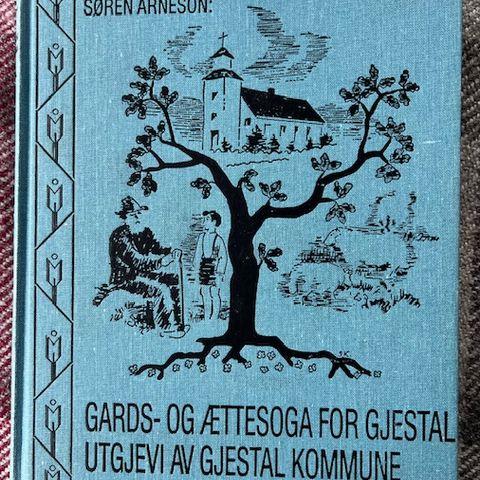 SØREN ARNESON:
GARDS- OG ÆTTESOGA FOR GJESTAL
UTGJEVI AV GJESTAL KOMMUNE